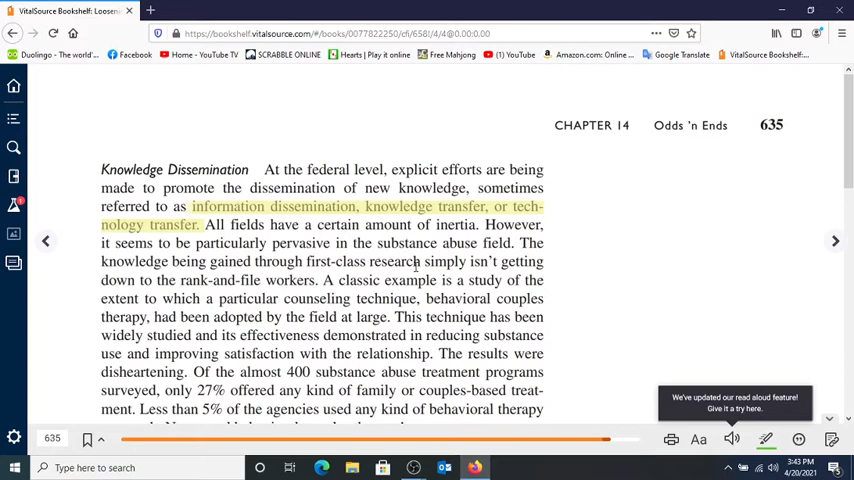 VitalSource Bookshelf: Loosene
https://bookshelf.vitalsource.com/#/books/0077822250/cfi/658!/4/4@0.00:0.00
Duolingo - The world'...
Facebook
Home - YouTube TV
SCRABBLE ONLINE
Hearts | Play it online
Free Mahjong
(1) YouTube
Amazon.com: Online ...
Google Translate
VitalSource Bookshelf:...
CHAPTER 14 Odds 'n Ends 635
Knowledge Dissemination At the federal level, explicit efforts are being
made to promote the dissemination of new knowledge, sometimes
referred to as information dissemination, knowledge transfer, or tech-
nology transfer. All fields have a certain amount of inertia. However,
it seems to be particularly pervasive in the substance abuse field. The
knowledge being gained through first-class research simply isn't getting
down to the rank-and-file workers. A classic example is a study of the
extent to which a particular counseling technique, behavioral couples
therapy, had been adopted by the field at large. This technique has been
widely studied and its effectiveness demonstrated in reducing substance
use and improving satisfaction with the relationship. The results were
disheartening. Of the almost 400 substance abuse treatment programs
surveyed, only 27% offered any kind of family or couples-based treat-
ment. Less than 5% of the agencies used any kind of behavioral therapy
We've updated our read aloud feature!
Give it a try here.
635
Aa
Type here to search
3:43 PM
4/20/2021